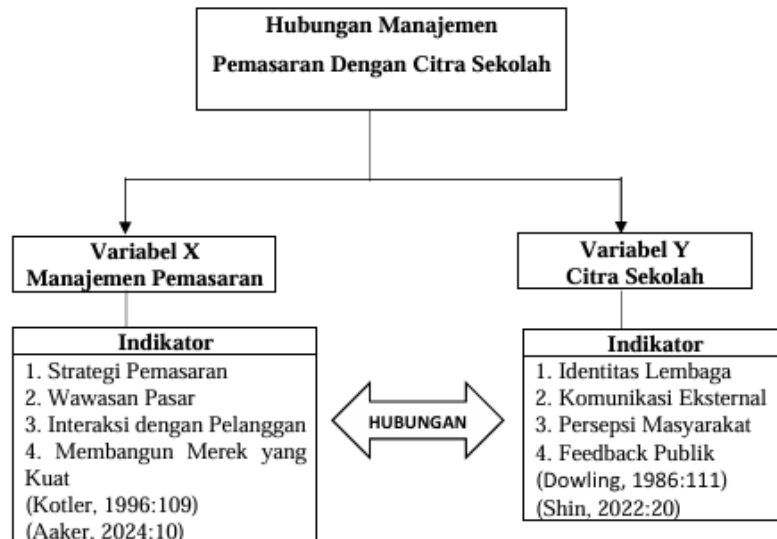 Hubungan Manajemen
Pemasaran Dengan Citra Sekolah
Variabel X
Manajemen Pemasaran
Indikator
1. Strategi Pemasaran
2. Wawasan Pasar
3. Interaksi dengan Pelanggan
4. Membangun Merek yang
Kuat
(Kotler, 1996:109)
(Aaker, 2024:10)
HUBUNGAN
Variabel Y
Citra Sekolah
Indikator
1. Identitas Lembaga
2. Komunikasi Eksternal
3. Persepsi Masyarakat
4. Feedback Publik
(Dowling, 1986:111)
(Shin, 2022:20)